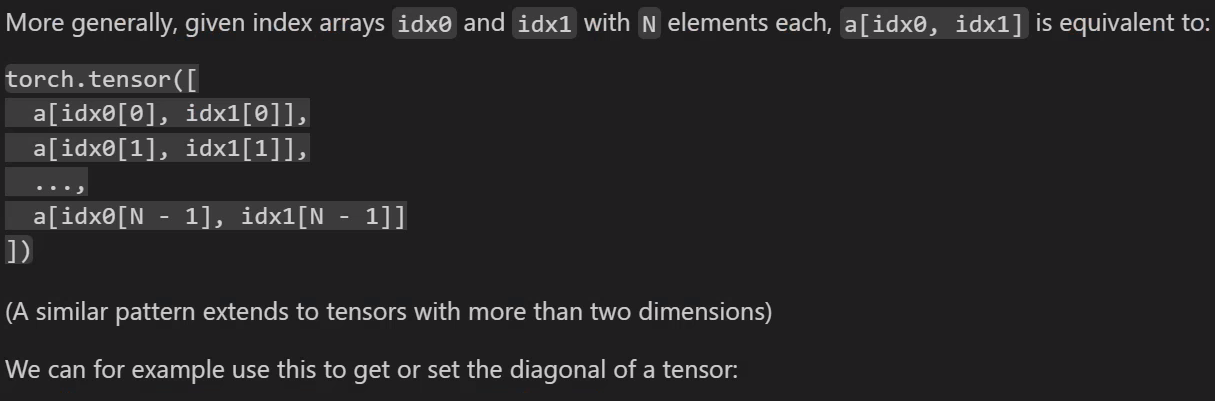 More generally, given index arrays idx0 and idx1 with N elements each, a[idx0, idx1] is equivalent to:
torch.tensor([
  a[idx0[0], idx1[0]],
  a[idx0[1], idx1[1]],
  ...,
  a[idx0[N - 1], idx1[N - 1]]
])
(A similar pattern extends to tensors with more than two dimensions)
We can for example use this to get or set the diagonal of a tensor: